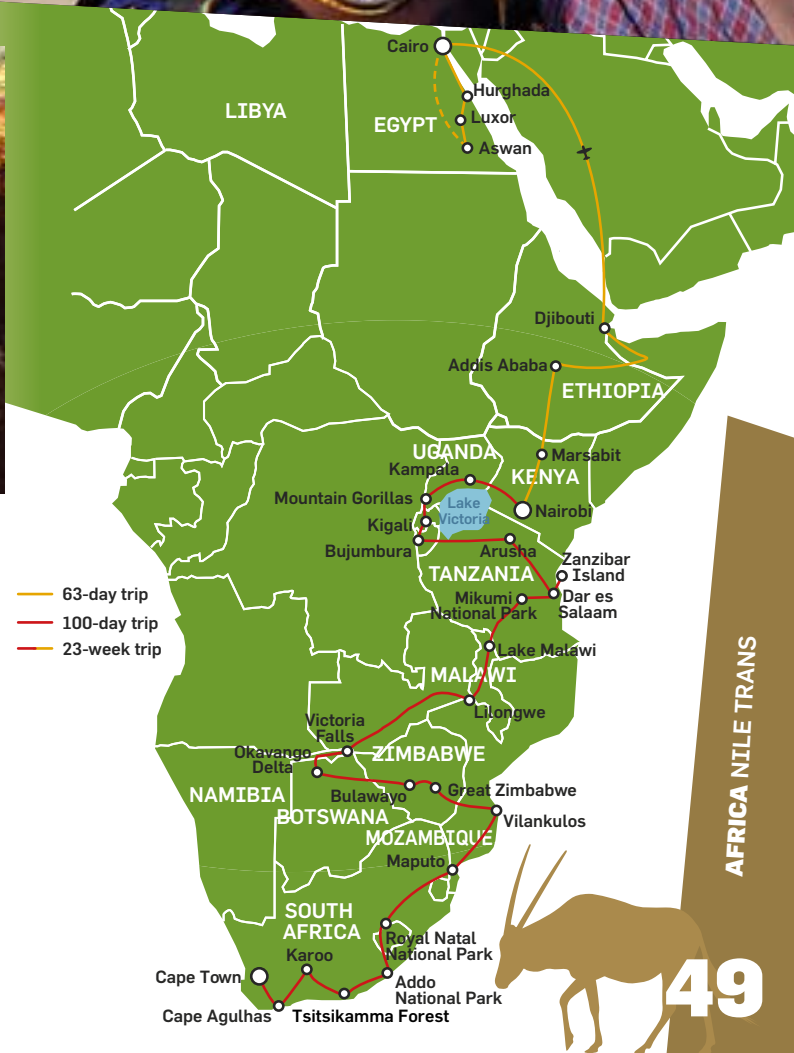 Cairo
Hurghada
LIBYA
EGYPT
Luxor
Aswan
Djibouti
Addis Ababa
ETHIOPIA
UGANDA
Marsabit
Kampala
KENYA
Mountain Gorillas
Lake
Victoria
Nairobi
Kigali
Bujumbura
Arusha
Zanzibar
Island
TANZANIA
Mikumi
National Park
Dar es
Salaam
63-day trip
100-day trip
23-week trip
Lake Malawi
MALAWI
Lilongwe
Victoria
Falls
Okavango
Delta
ZIMBABWE
NAMIBIA
Bulawayo
Great Zimbabwe
BOTSWANA
Vilankulos
MOZAMBIQUE
Maputo
SOUTH
AFRICA
Royal Natal
National Park
Karoo
Cape Town
Addo
National Park
Cape Agulhas
Tsitsikamma Forest
AFRICA NILE TRANS
49